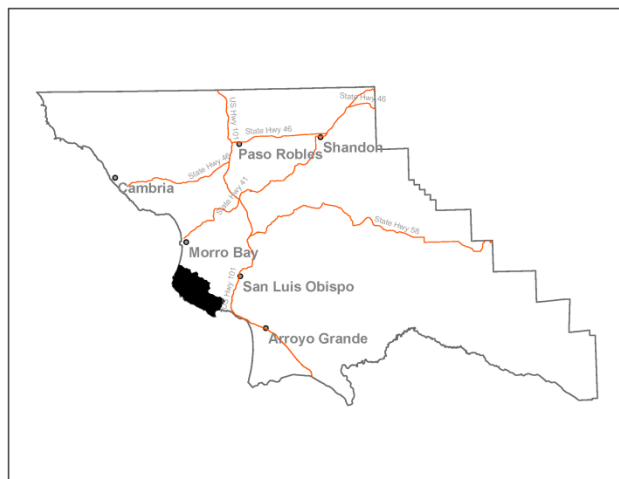 State Hwy 46
US Hwy 101
State Hwy 46
Paso Robles
Shandon
State Hwy 46
Cambria
State Hwy 41
State Hwy 58
Morro Bay
San Luis Obispo
US Hwy 101
Arroyo Grande